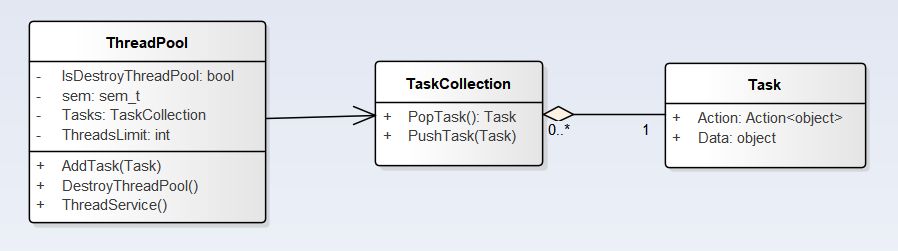 ThreadPool
- IsDestroyThreadPool: bool
- sem: sem_t
- Tasks: TaskCollection
- ThreadsLimit: int
+ AddTask(Task)
+ DestroyThreadPool()
+ ThreadService()
TaskCollection
+ PopTask(): Task
+ PushTask(Task)
0..*
1
Task
+ Action: Action<object>
+ Data: object